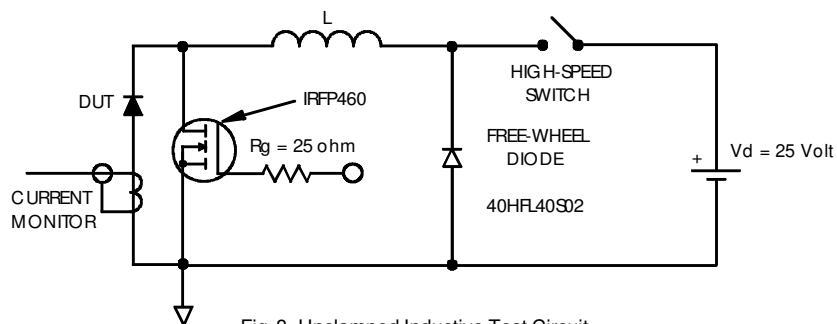 L
HIGH-SPEED
SWITCH
DUT
IRFP460
Rg = 25 ohm
FREE-WHEEL
DIODE
+
Vd = 25 Volt
40HFL40S02
CURRENT
MONITOR